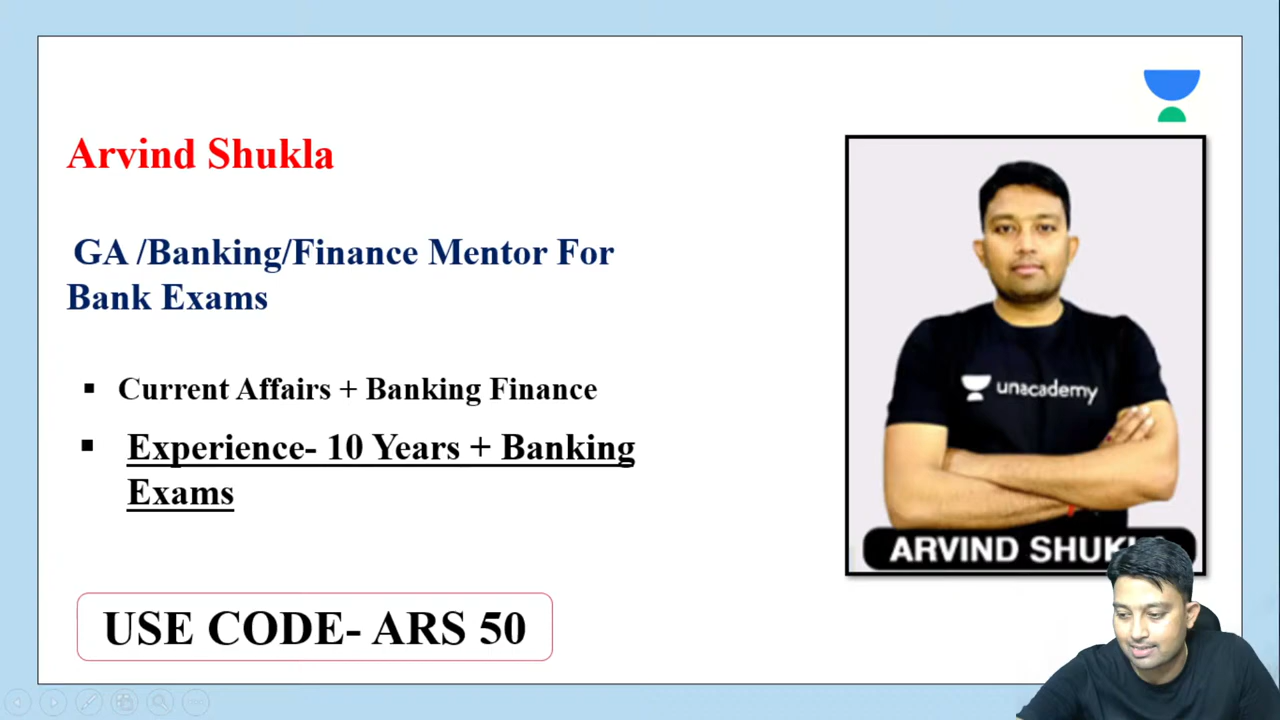 Arvind Shukla
GA /Banking/Finance Mentor For
Bank Exams
▪ Current Affairs + Banking Finance
▪ Experience- 10 Years + Banking
Exams
USE CODE- ARS 50
unacademy
ARVIND